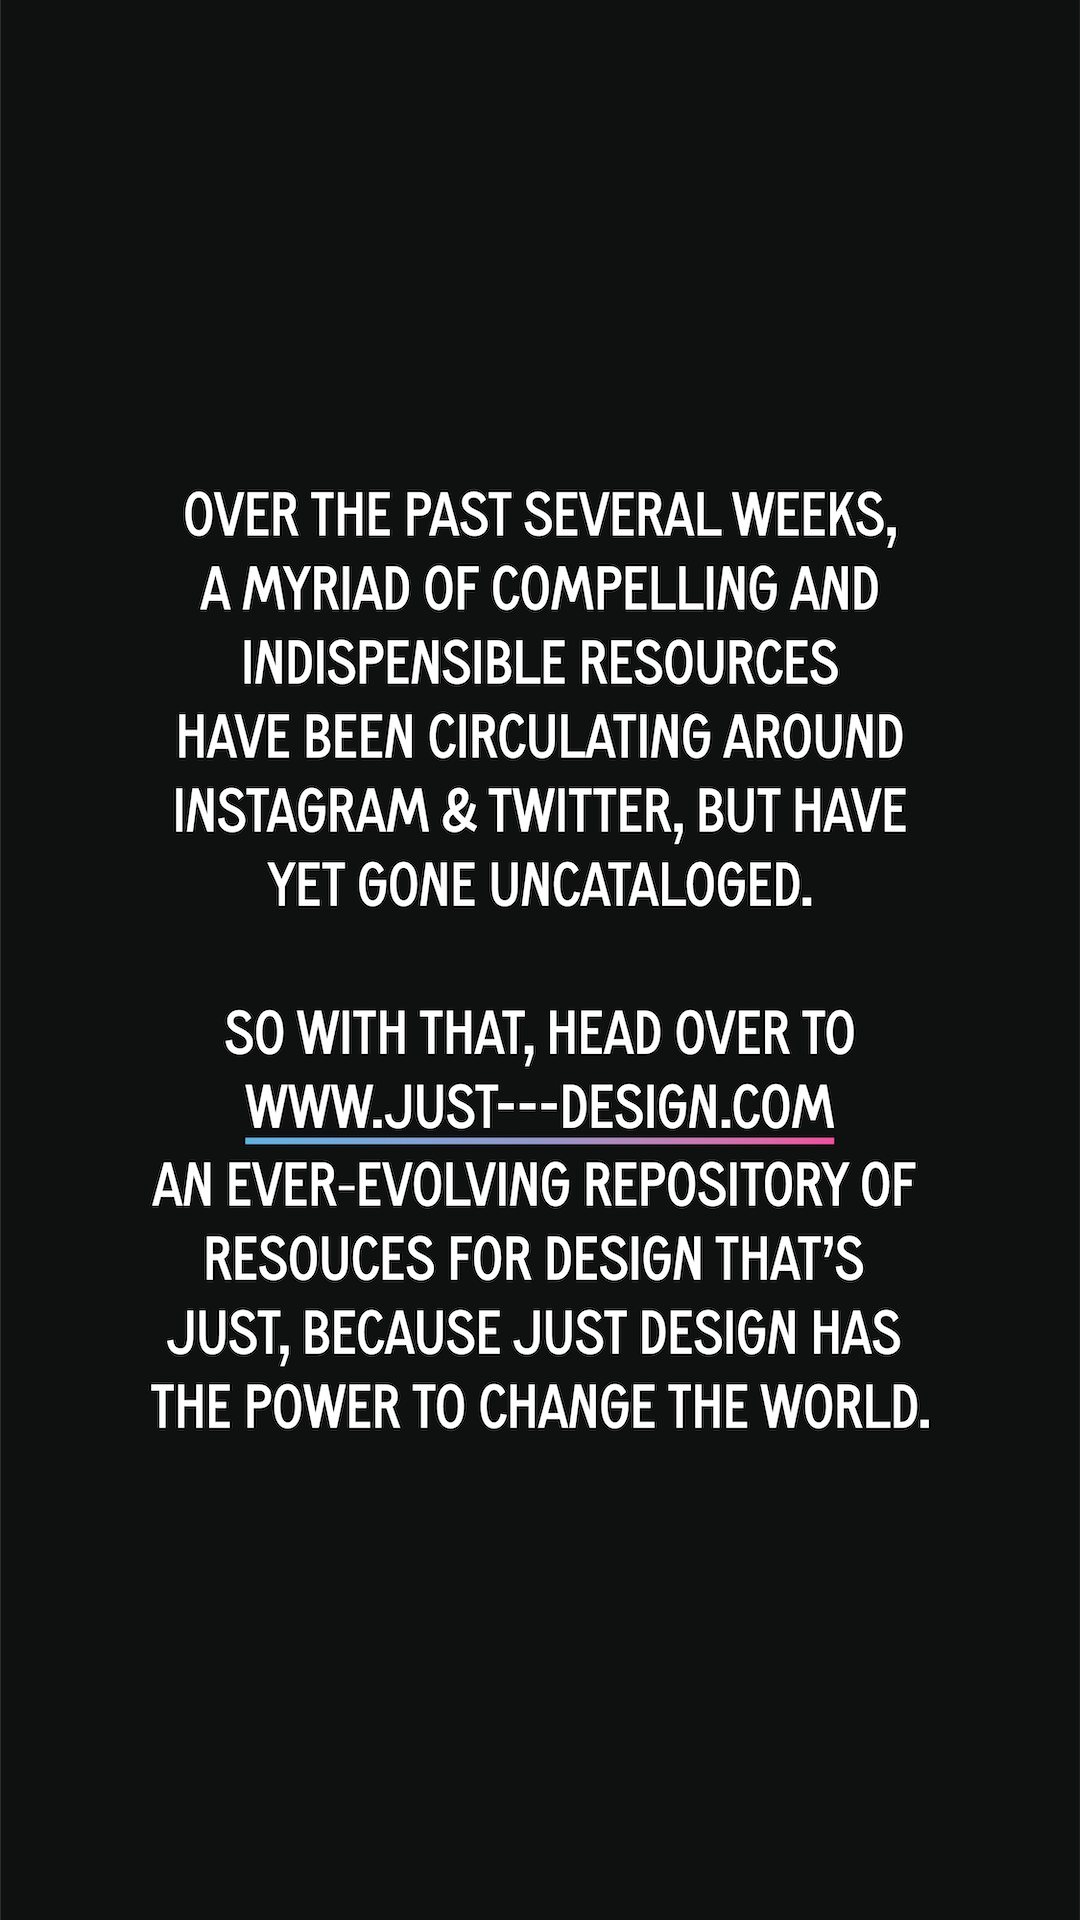 OVER THE PAST SEVERAL WEEKS,
A MYRIAD OF COMPELLING AND
INDISPENSIBLE RESOURCES
HAVE BEEN CIRCULATING AROUND
INSTAGRAM & TWITTER, BUT HAVE
YET GONE UNCATALOGED.
SO WITH THAT, HEAD OVER TO
WWW.JUST---DESIGN.COM
AN EVER-EVOLVING REPOSITORY OF
RESOUCES FOR DESIGN THAT’S
JUST, BECAUSE JUST DESIGN HAS
THE POWER TO CHANGE THE WORLD.